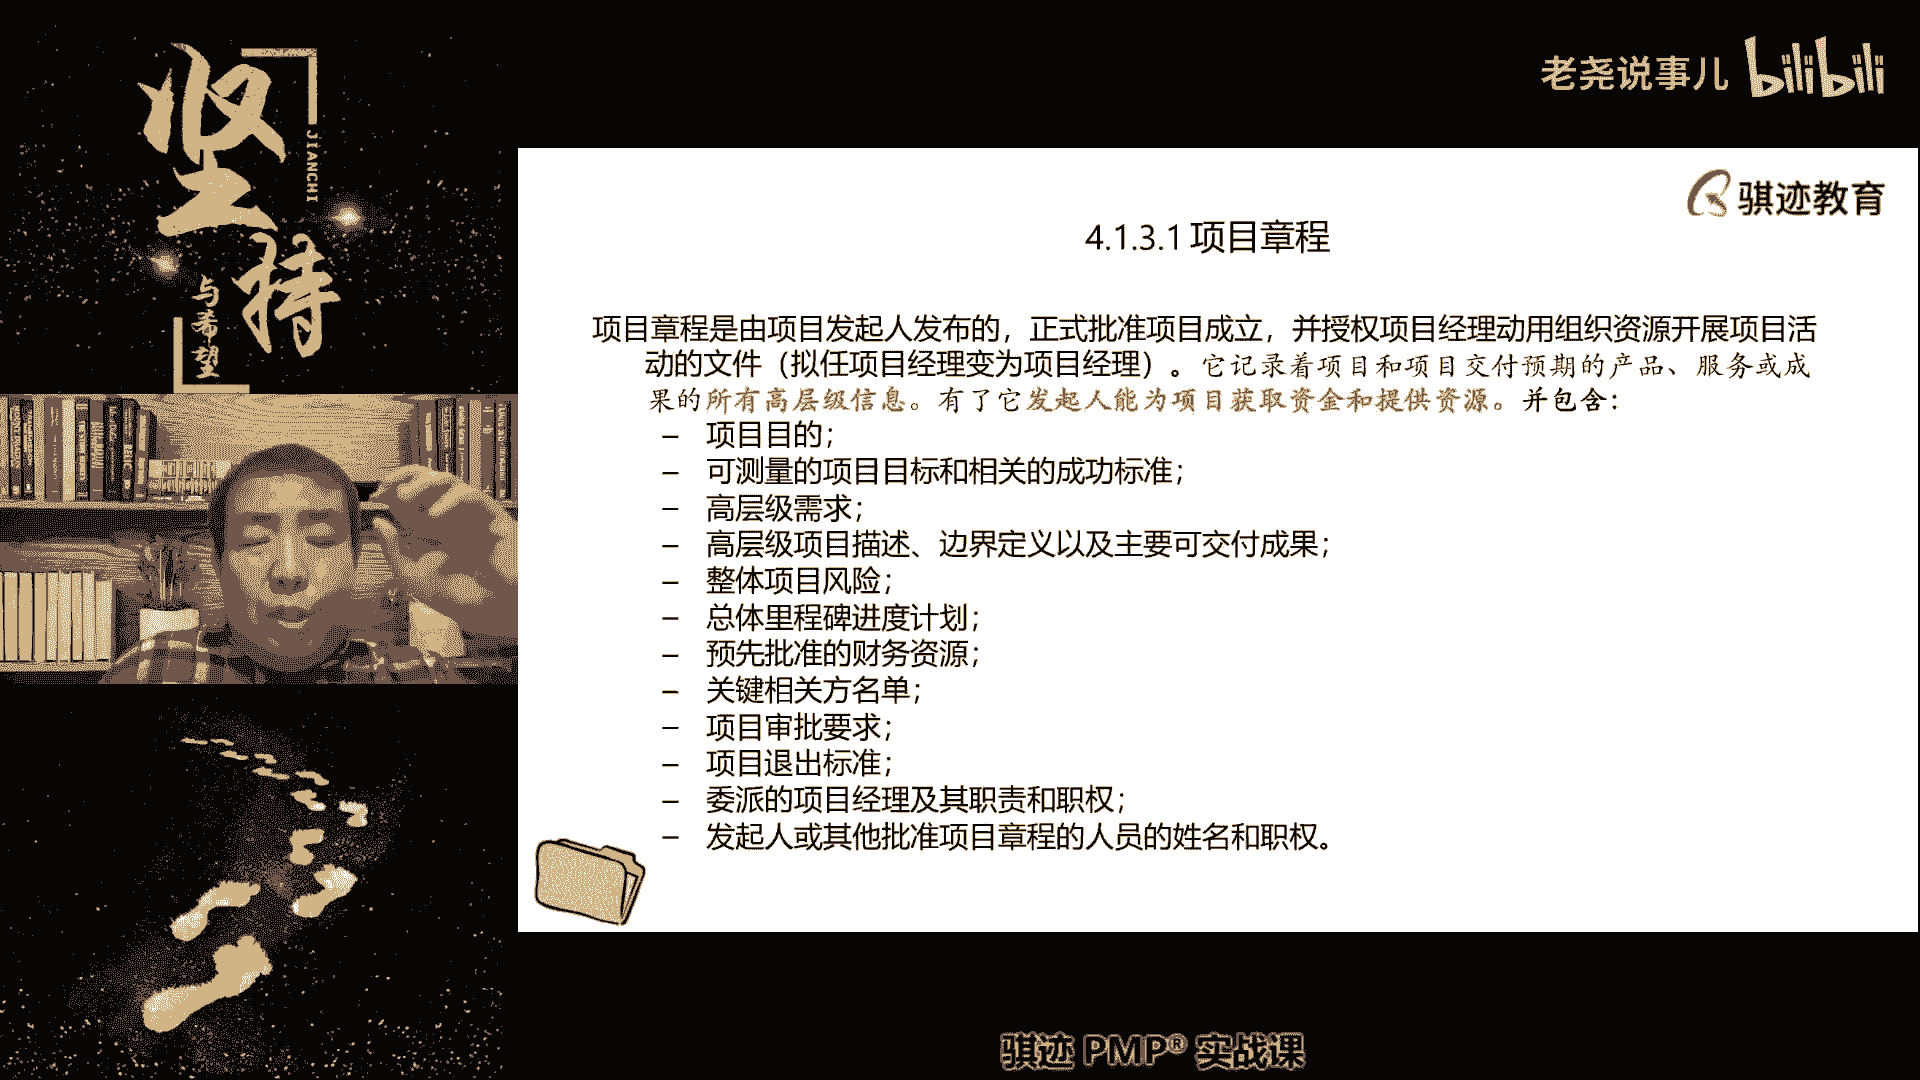 坚持
JIANCHI
与希望
老尧说事儿 bilibili
骐迹教育
4.1.3.1 项目章程
项目章程是由项目发起人发布的，正式批准项目成立，并授权项目经理动用组织资源开展项目活
动的文件（拟任项目经理变为项目经理）。它记录着项目和项目交付预期的产品、服务或成
果的所有高层级信息。有了它发起人能为项目获取资金和提供资源。并包含：
– 项目目的；
– 可测量的项目目标和相关的成功标准；
– 高层级需求；
– 高层级项目描述、边界定义以及主要可交付成果；
– 整体项目风险；
– 总体里程碑进度计划；
– 预先批准的财务资源；
– 关键相关方名单；
– 项目审批要求；
– 项目退出标准；
– 委派的项目经理及其职责和职权；
– 发起人或其他批准项目章程的人员的姓名和职权。
骐迹 PMP® 实战课